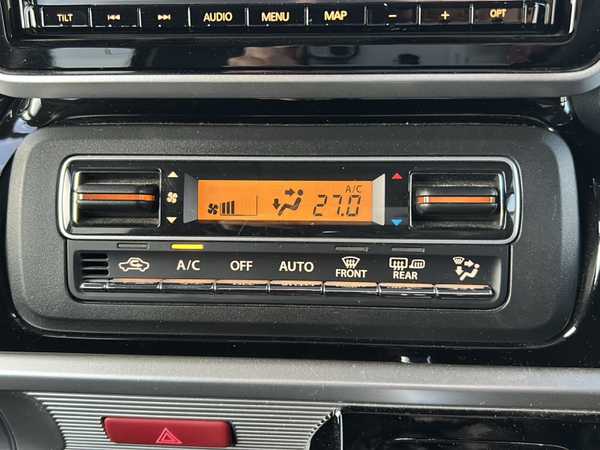 TILT AUDIO MENU MAP − + OPT
A/C
27.0
A/C OFF AUTO FRONT REAR